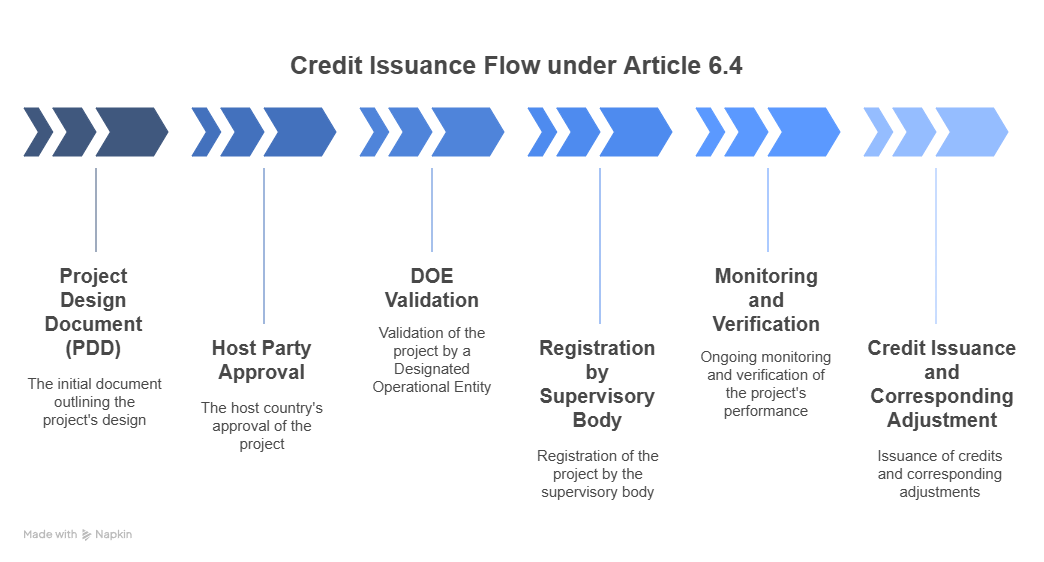 Credit Issuance Flow under Article 6.4
Project
Design
Document
(PDD)
The initial document
outlining the
project's design
Host Party
Approval
The host country's
approval of the
project
DOE
Validation
Validation of the
project by a
Designated
Operational Entity
Registration
by
Supervisory
Body
Registration of the
project by the
supervisory body
Monitoring
and
Verification
Ongoing monitoring
and verification of
the project's
performance
Credit Issuance
and
Corresponding
Adjustment
Issuance of credits
and corresponding
adjustments
Made with Napkin